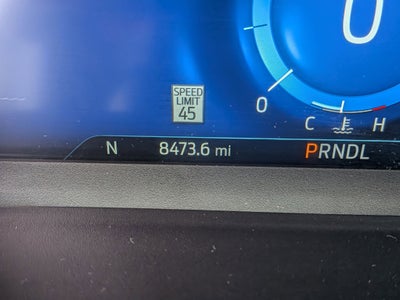 0
SPEED
LIMIT
45
0
C H
N 8473.6 mi PRNDL